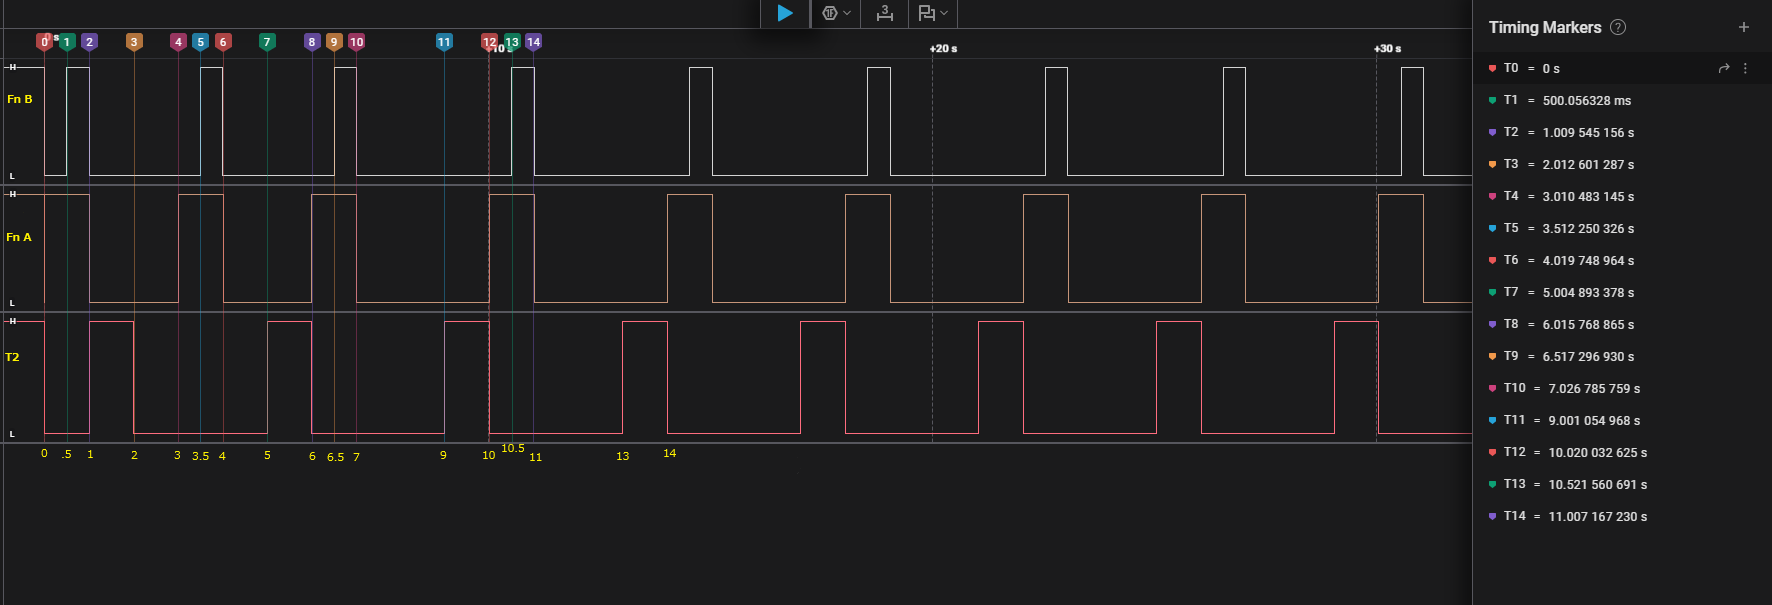 3
Timing Markers ?
+
0 s 1 2 3 4 5 6 7 8 9 10 11 12 13 14
+10 s
+20 s
+30 s
H
Fn B
L
H
Fn A
L
H
T2
L
0 .5 1 2 3 3.5 4 5 6 6.5 7 9 10 10.5 11 13 14
T0 = 0 s
T1 = 500.056328 ms
T2 = 1.009 545 156 s
T3 = 2.012 601 287 s
T4 = 3.010 483 145 s
T5 = 3.512 250 326 s
T6 = 4.019 748 964 s
T7 = 5.004 893 378 s
T8 = 6.015 768 865 s
T9 = 6.517 296 930 s
T10 = 7.026 785 759 s
T11 = 9.001 054 968 s
T12 = 10.020 032 625 s
T13 = 10.521 560 691 s
T14 = 11.007 167 230 s